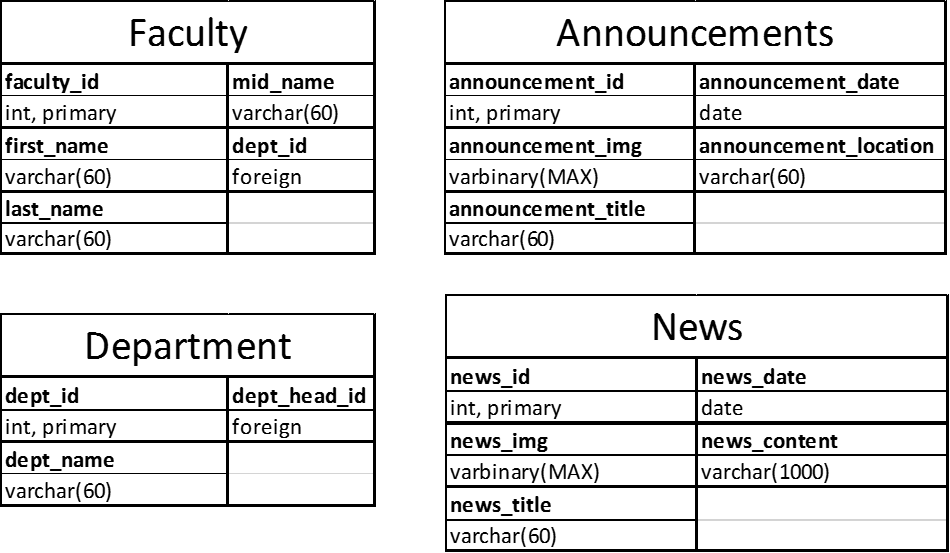 Faculty
faculty_id mid_name
int, primary varchar(60)
first_name dept_id
varchar(60) foreign
last_name
varchar(60)
Announcements
announcement_id announcement_date
int, primary date
announcement_img announcement_location
varbinary(MAX) varchar(60)
announcement_title
varchar(60)
Department
dept_id dept_head_id
int, primary foreign
dept_name
varchar(60)
News
news_id news_date
int, primary date
news_img news_content
varbinary(MAX) varchar(1000)
news_title
varchar(60)